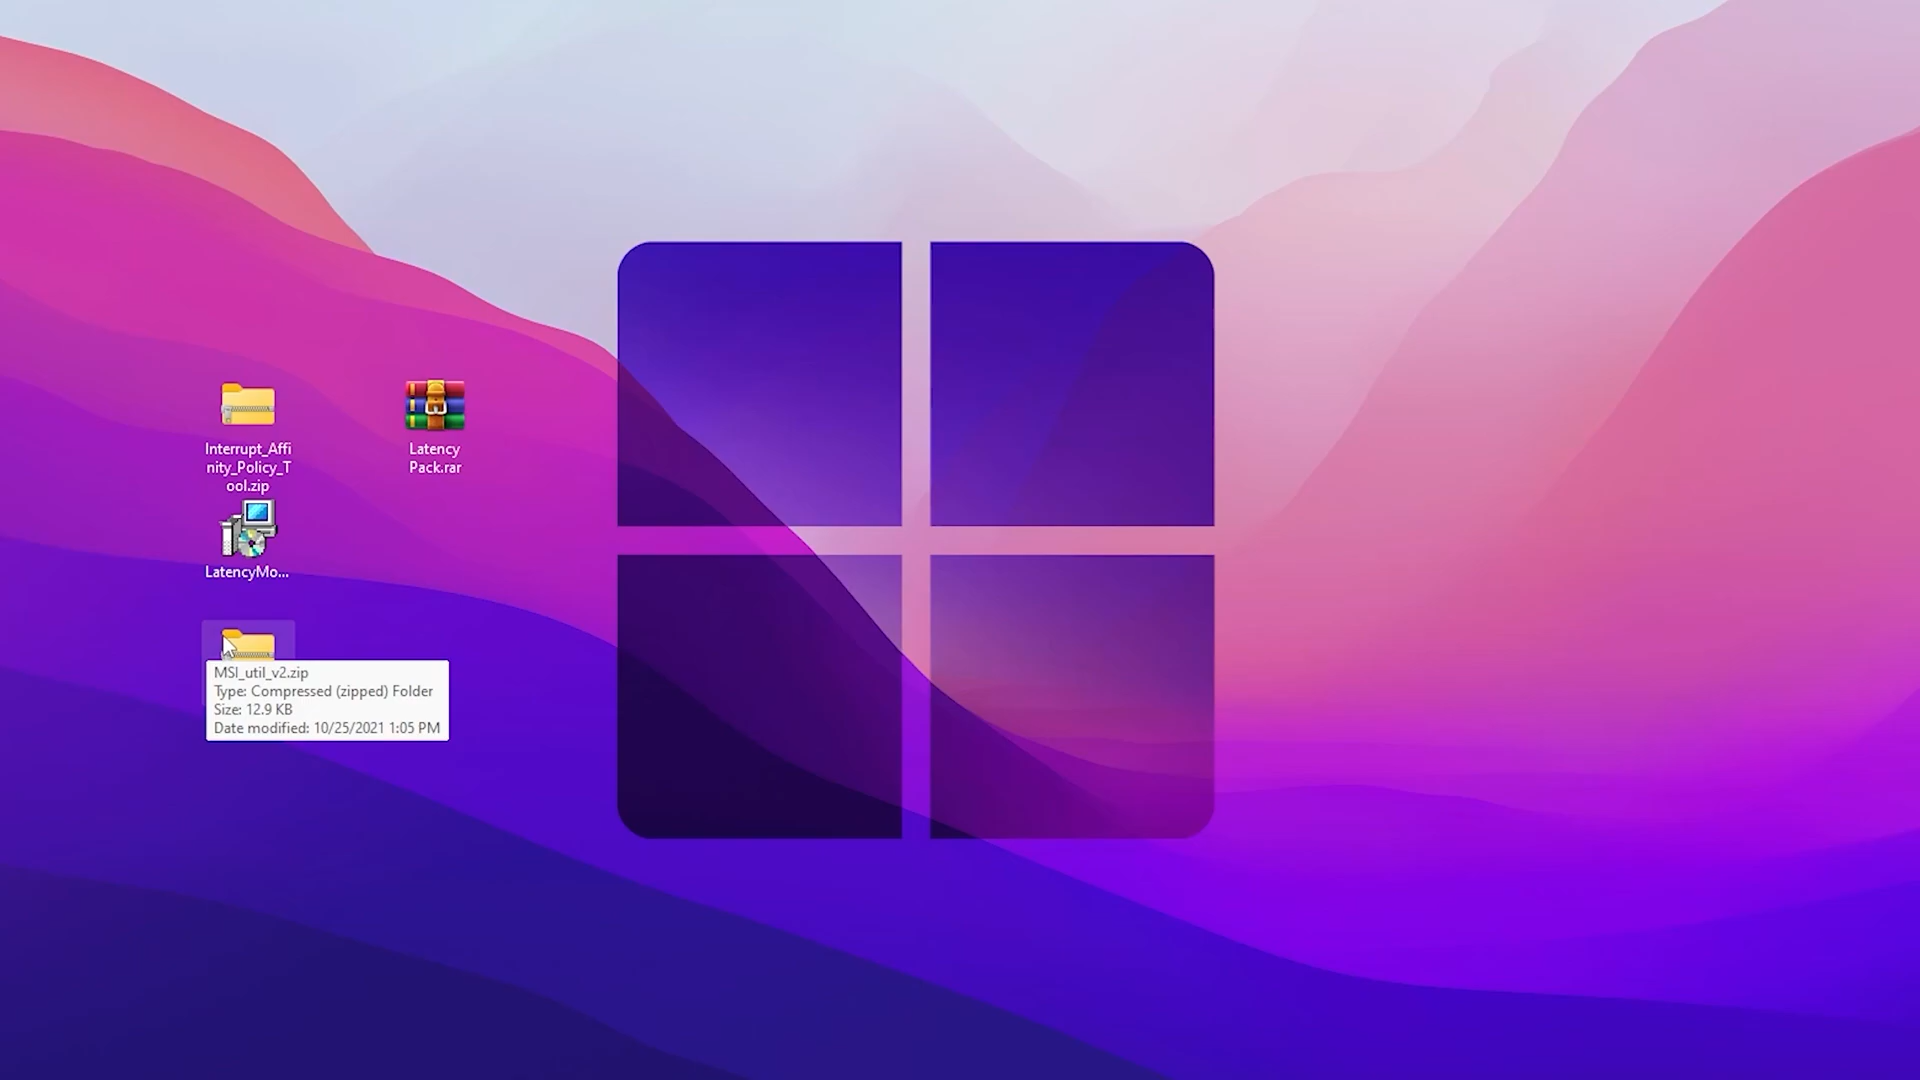 Interrupt_Affi
nity_Policy_T
ool.zip
Latency
Pack.rar
LatencyMo...
MSI_util_v2.zip
Type: Compressed (zipped) Folder
Size: 12.9 KB
Date modified: 10/25/2021 1:05 PM